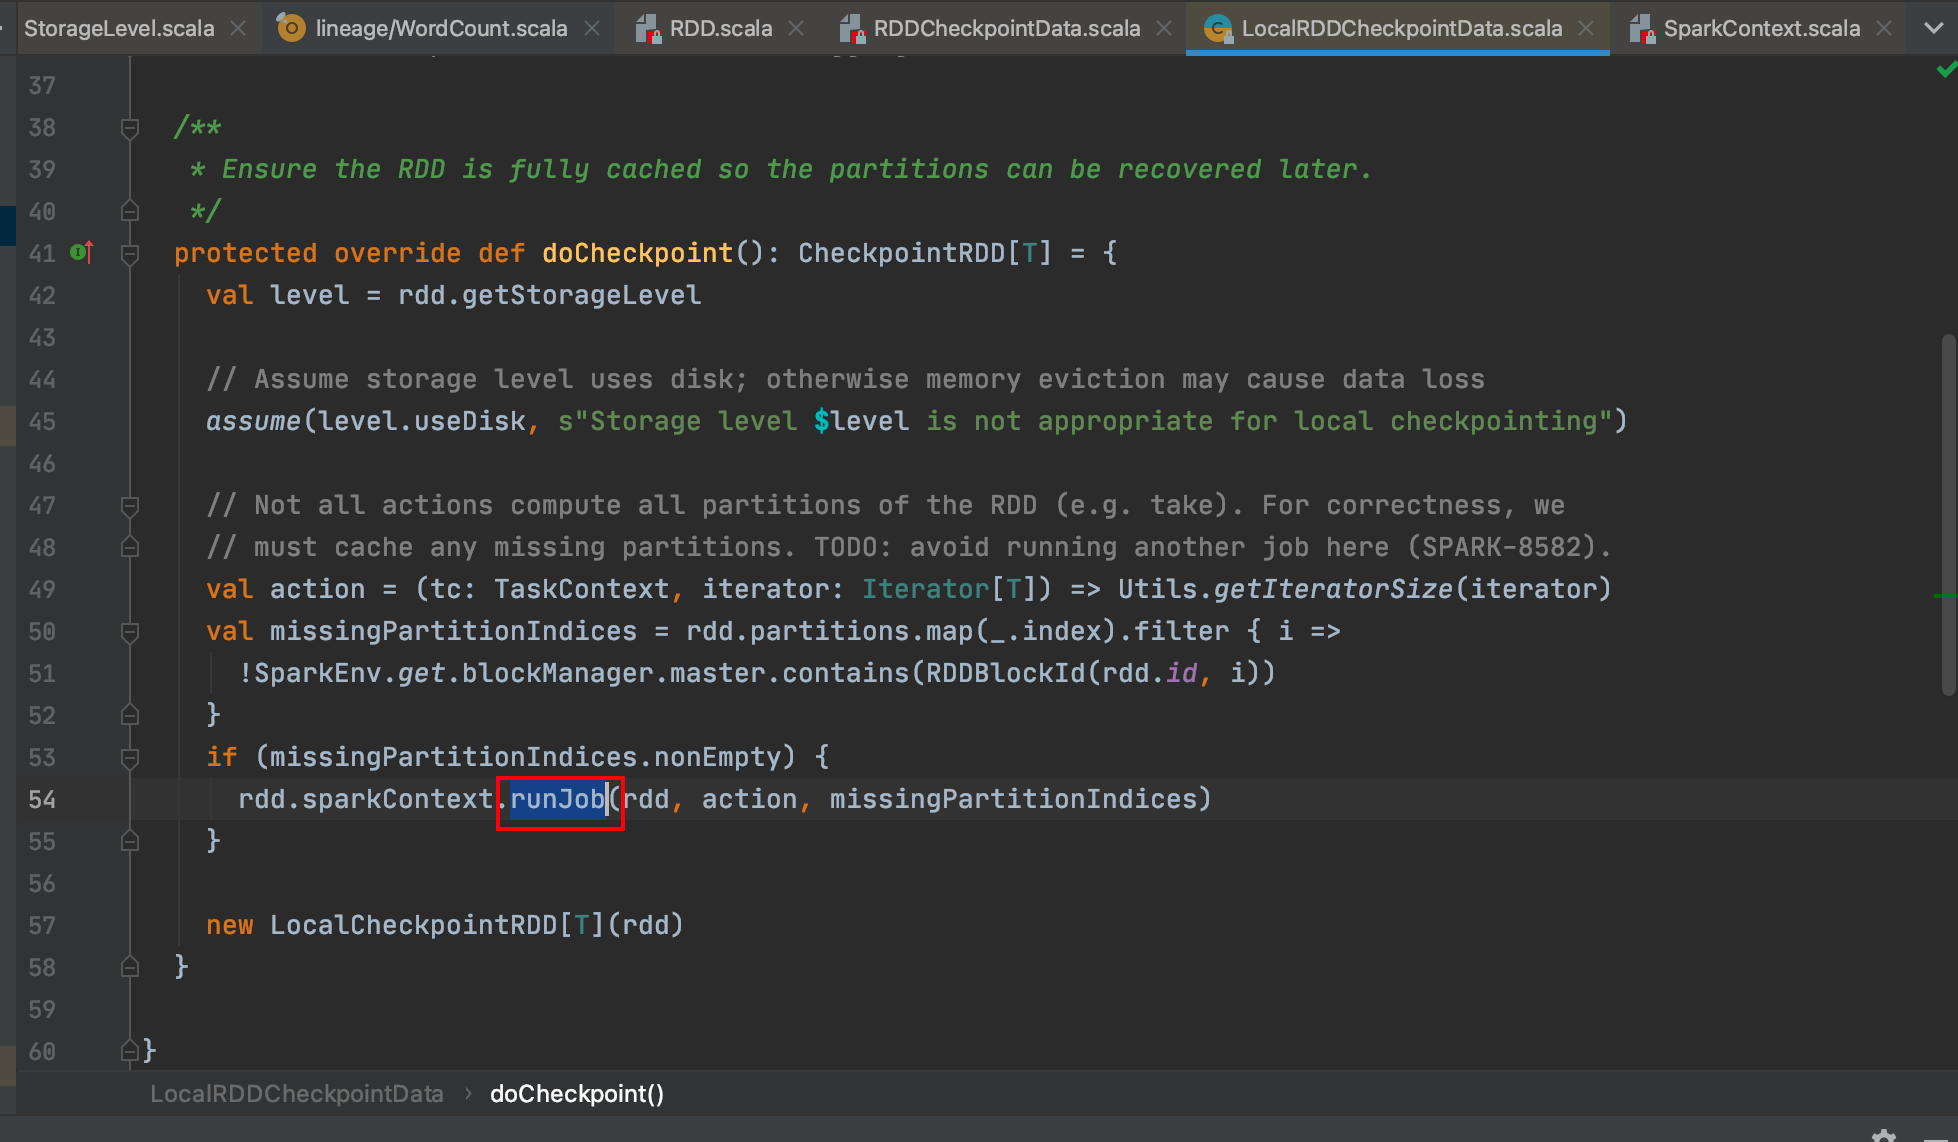 StorageLevel.scala lineage/WordCount.scala RDD.scala RDDCheckpointData.scala LocalRDDCheckpointData.scala SparkContext.scala
37
38 /**
39 * Ensure the RDD is fully cached so the partitions can be recovered later.
40 */
41 protected override def doCheckpoint(): CheckpointRDD[T] = {
42 val level = rdd.getStorageLevel
43
44 // Assume storage level uses disk; otherwise memory eviction may cause data loss
45 assume(level.useDisk, s"Storage level $level is not appropriate for local checkpointing")
46
47 // Not all actions compute all partitions of the RDD (e.g. take). For correctness, we
48 // must cache any missing partitions. TODO: avoid running another job here (SPARK-8582).
49 val action = (tc: TaskContext, iterator: Iterator[T]) => Utils.getIteratorSize(iterator)
50 val missingPartitionIndices = rdd.partitions.map(_.index).filter { i =>
51 !SparkEnv.get.blockManager.master.contains(RDDBlockId(rdd.id, i))
52 }
53 if (missingPartitionIndices.nonEmpty) {
54 rdd.sparkContext.runJob(rdd, action, missingPartitionIndices)
55 }
56
57 new LocalCheckpointRDD[T](rdd)
58 }
59
60 }
LocalRDDCheckpointData › doCheckpoint()